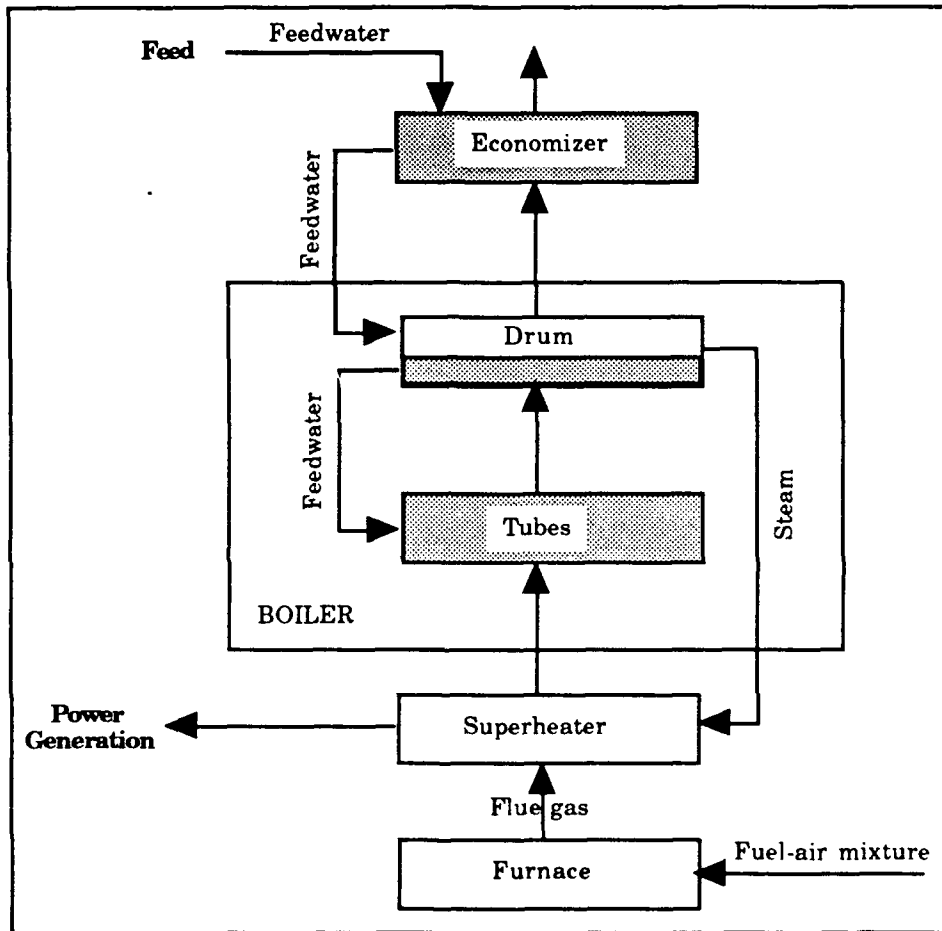 Feedwater
Feed
Economizer
Feedwater
Drum
Feedwater
Steam
Tubes
BOILER
Power
Generation
Superheater
Flue gas
Fuel-air mixture
Furnace